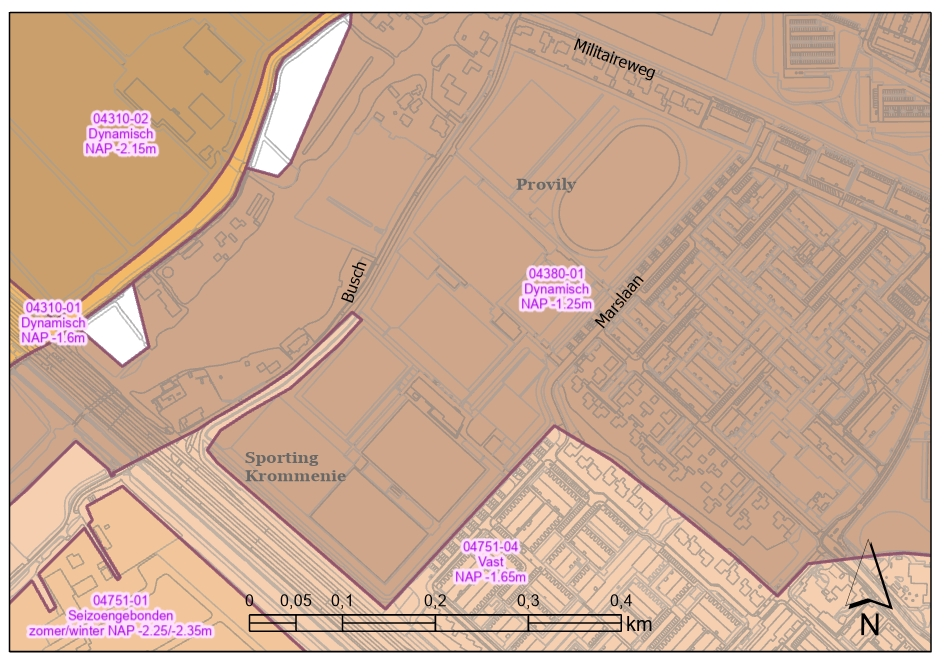 Militaireweg
04310-02
Dynamisch
NAP -2.15m
Provily
Busch
04380-01
Dynamisch
NAP -1.25m
Marslaan
04310-01
Dynamisch
NAP -1.6m
Sporting
Krommenie
04751-04
Vast
NAP -1.65m
04751-01
Seizoengebonden
zomer/winter NAP -2.25/-2.35m
0 0,05 0,1 0,2 0,3 0,4
km
N